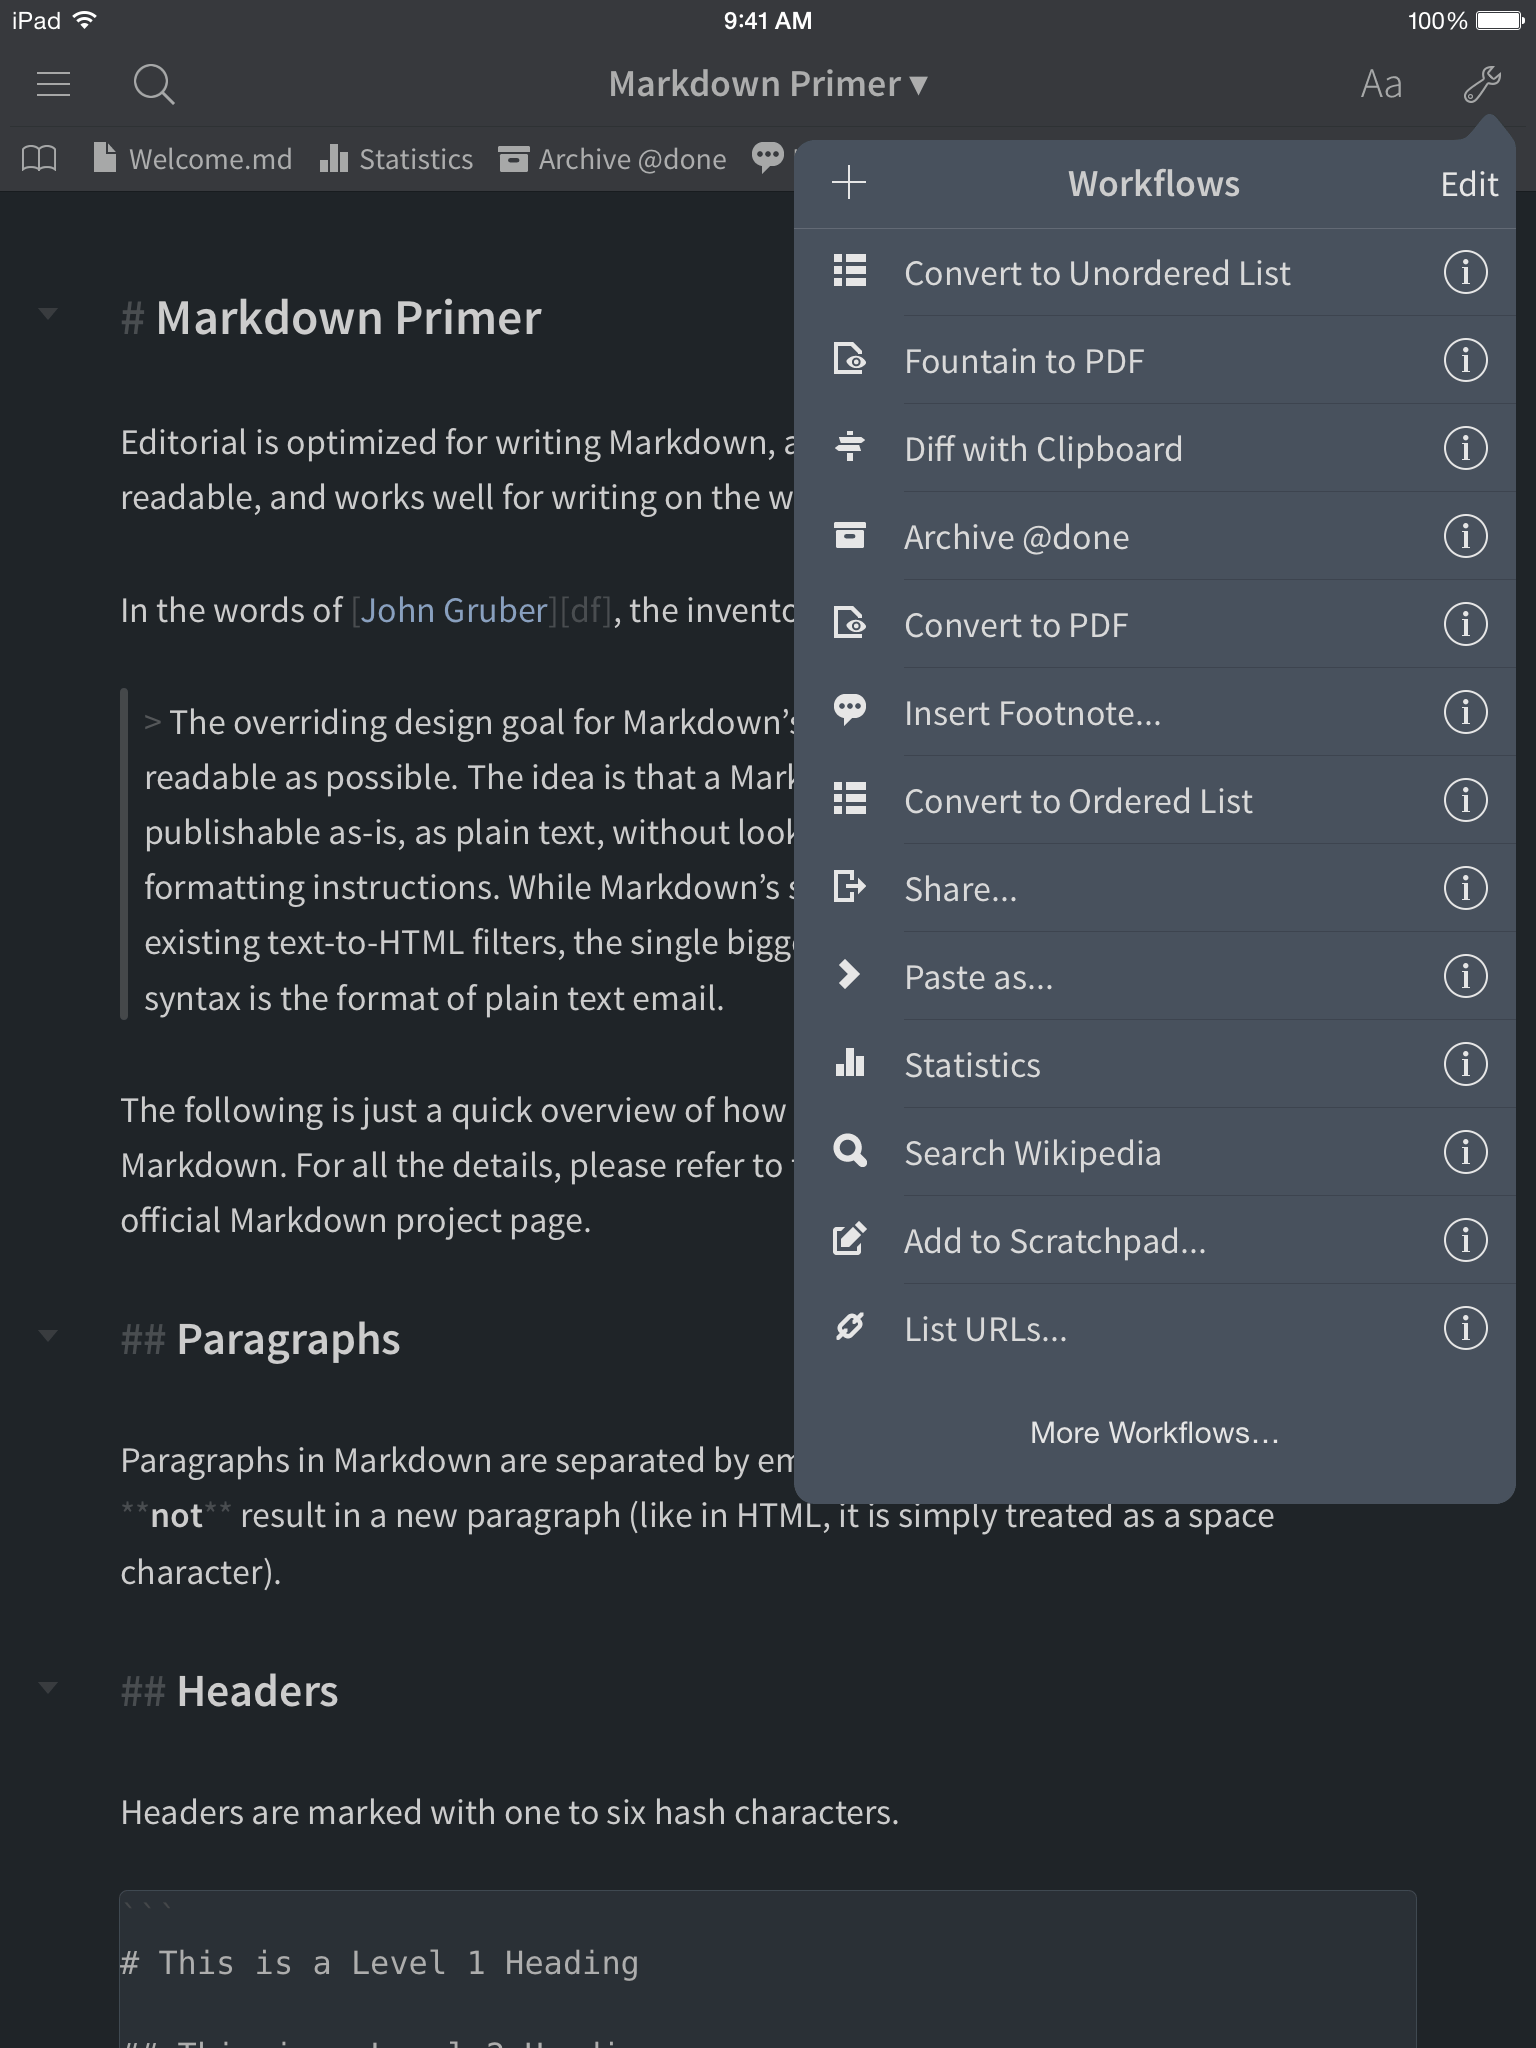 iPad 9:41 AM 100%
Markdown Primer ▾ Aa
Welcome.md Statistics Archive @done
Workflows Edit
Convert to Unordered List
Fountain to PDF
Diff with Clipboard
Archive @done
Convert to PDF
Insert Footnote...
Convert to Ordered List
Share...
Paste as...
Statistics
Search Wikipedia
Add to Scratchpad...
List URLs...
More Workflows...
# Markdown Primer
Editorial is optimized for writing Markdown,
readable, and works well for writing on the
In the words of [John Gruber][df], the
> The overriding design goal for Markdown’s
readable as possible. The idea is that a
publishable as-is, as plain text, without
formatting instructions. While Markdown’s
existing text-to-HTML filters, the single
syntax is the format of plain text email.
The following is just a quick overview of how
Markdown. For all the details, please refer to
official Markdown project page.
## Paragraphs
Paragraphs in Markdown are separated by
**not** result in a new paragraph (like in HTML, it is simply treated as a space
character).
## Headers
Headers are marked with one to six hash characters.
```
# This is a Level 1 Heading